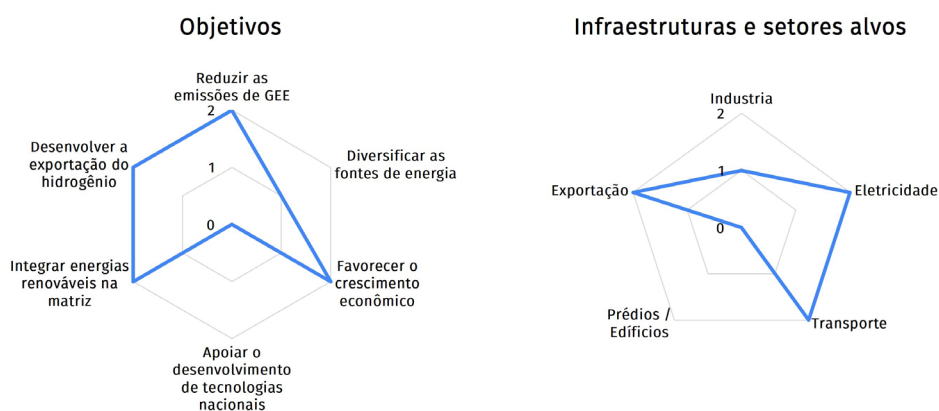 Objetivos
Reduzir as
emissões de GEE
2
1
0
Diversificar as
fontes de energia
Favorecer o
crescimento
econômico
Apoiar o
desenvolvimento
de tecnologias
nacionais
Integrar energias
renováveis na
matriz
Desenvolver a
exportação do
hidrogênio
Infraestruturas e setores alvos
Industria
2
1
0
Eletricidade
Transporte
Prédios /
Edifícios
Exportação